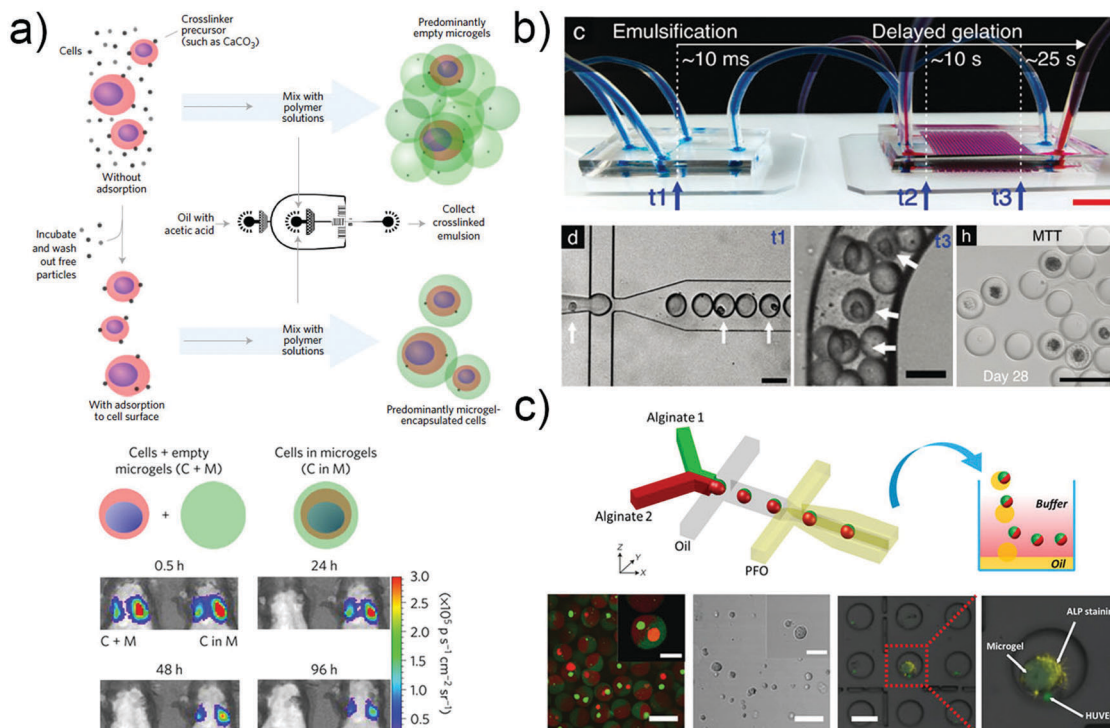 a)
Crosslinker
precursor
(such as CaCO3)
Cells
Without
adsorption
Mix with
polymer
solutions
Predominantly
empty microgels
Oil with
acetic acid
Collect
crosslinked
emulsion
Incubate
and wash
out free
particles
Mix with
polymer
solutions
With adsorption
to cell surface
Predominantly microgel-
encapsulated cells
Cells + empty
microgels (C + M)
Cells in microgels
(C in M)
+
0.5 h
24 h
C + M
C in M
48 h
96 h
3.0
2.5
2.0
1.5
1.0
0.5
(×10⁵ p s⁻¹ cm⁻² sr⁻¹)
b)
c
Emulsification
Delayed gelation
~10 ms
~10 s
~25 s
t1
t2
t3
d
t1
t3
h
MTT
Day 28
c)
Alginate 1
Alginate 2
Oil
PFO
Z
Y
X
Buffer
Oil
ALP stainin
Microgel
HUVE